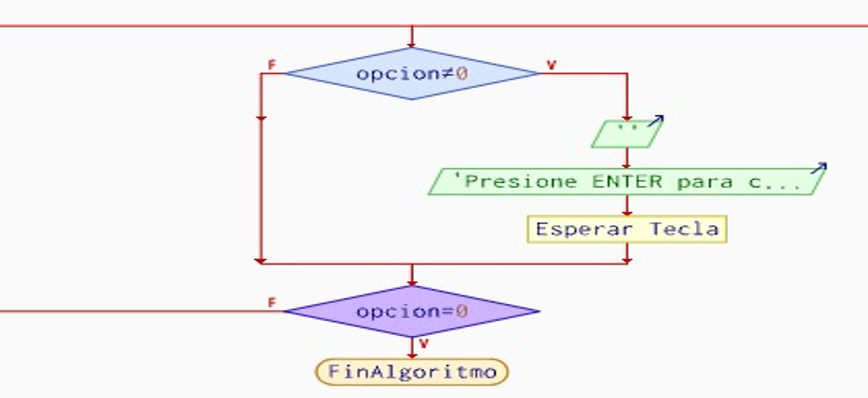 F
opcion≠0
V
''
'Presione ENTER para c...
Esperar Tecla
F
opcion=0
V
FinAlgoritmo